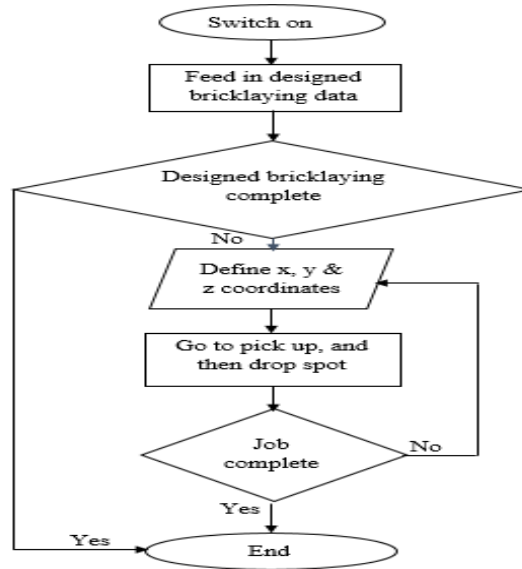 Switch on
Feed in designed
bricklaying data
Designed bricklaying
complete
No
Define x, y &
z coordinates
Go to pick up, and
then drop spot
Job
complete
No
Yes
Yes
End